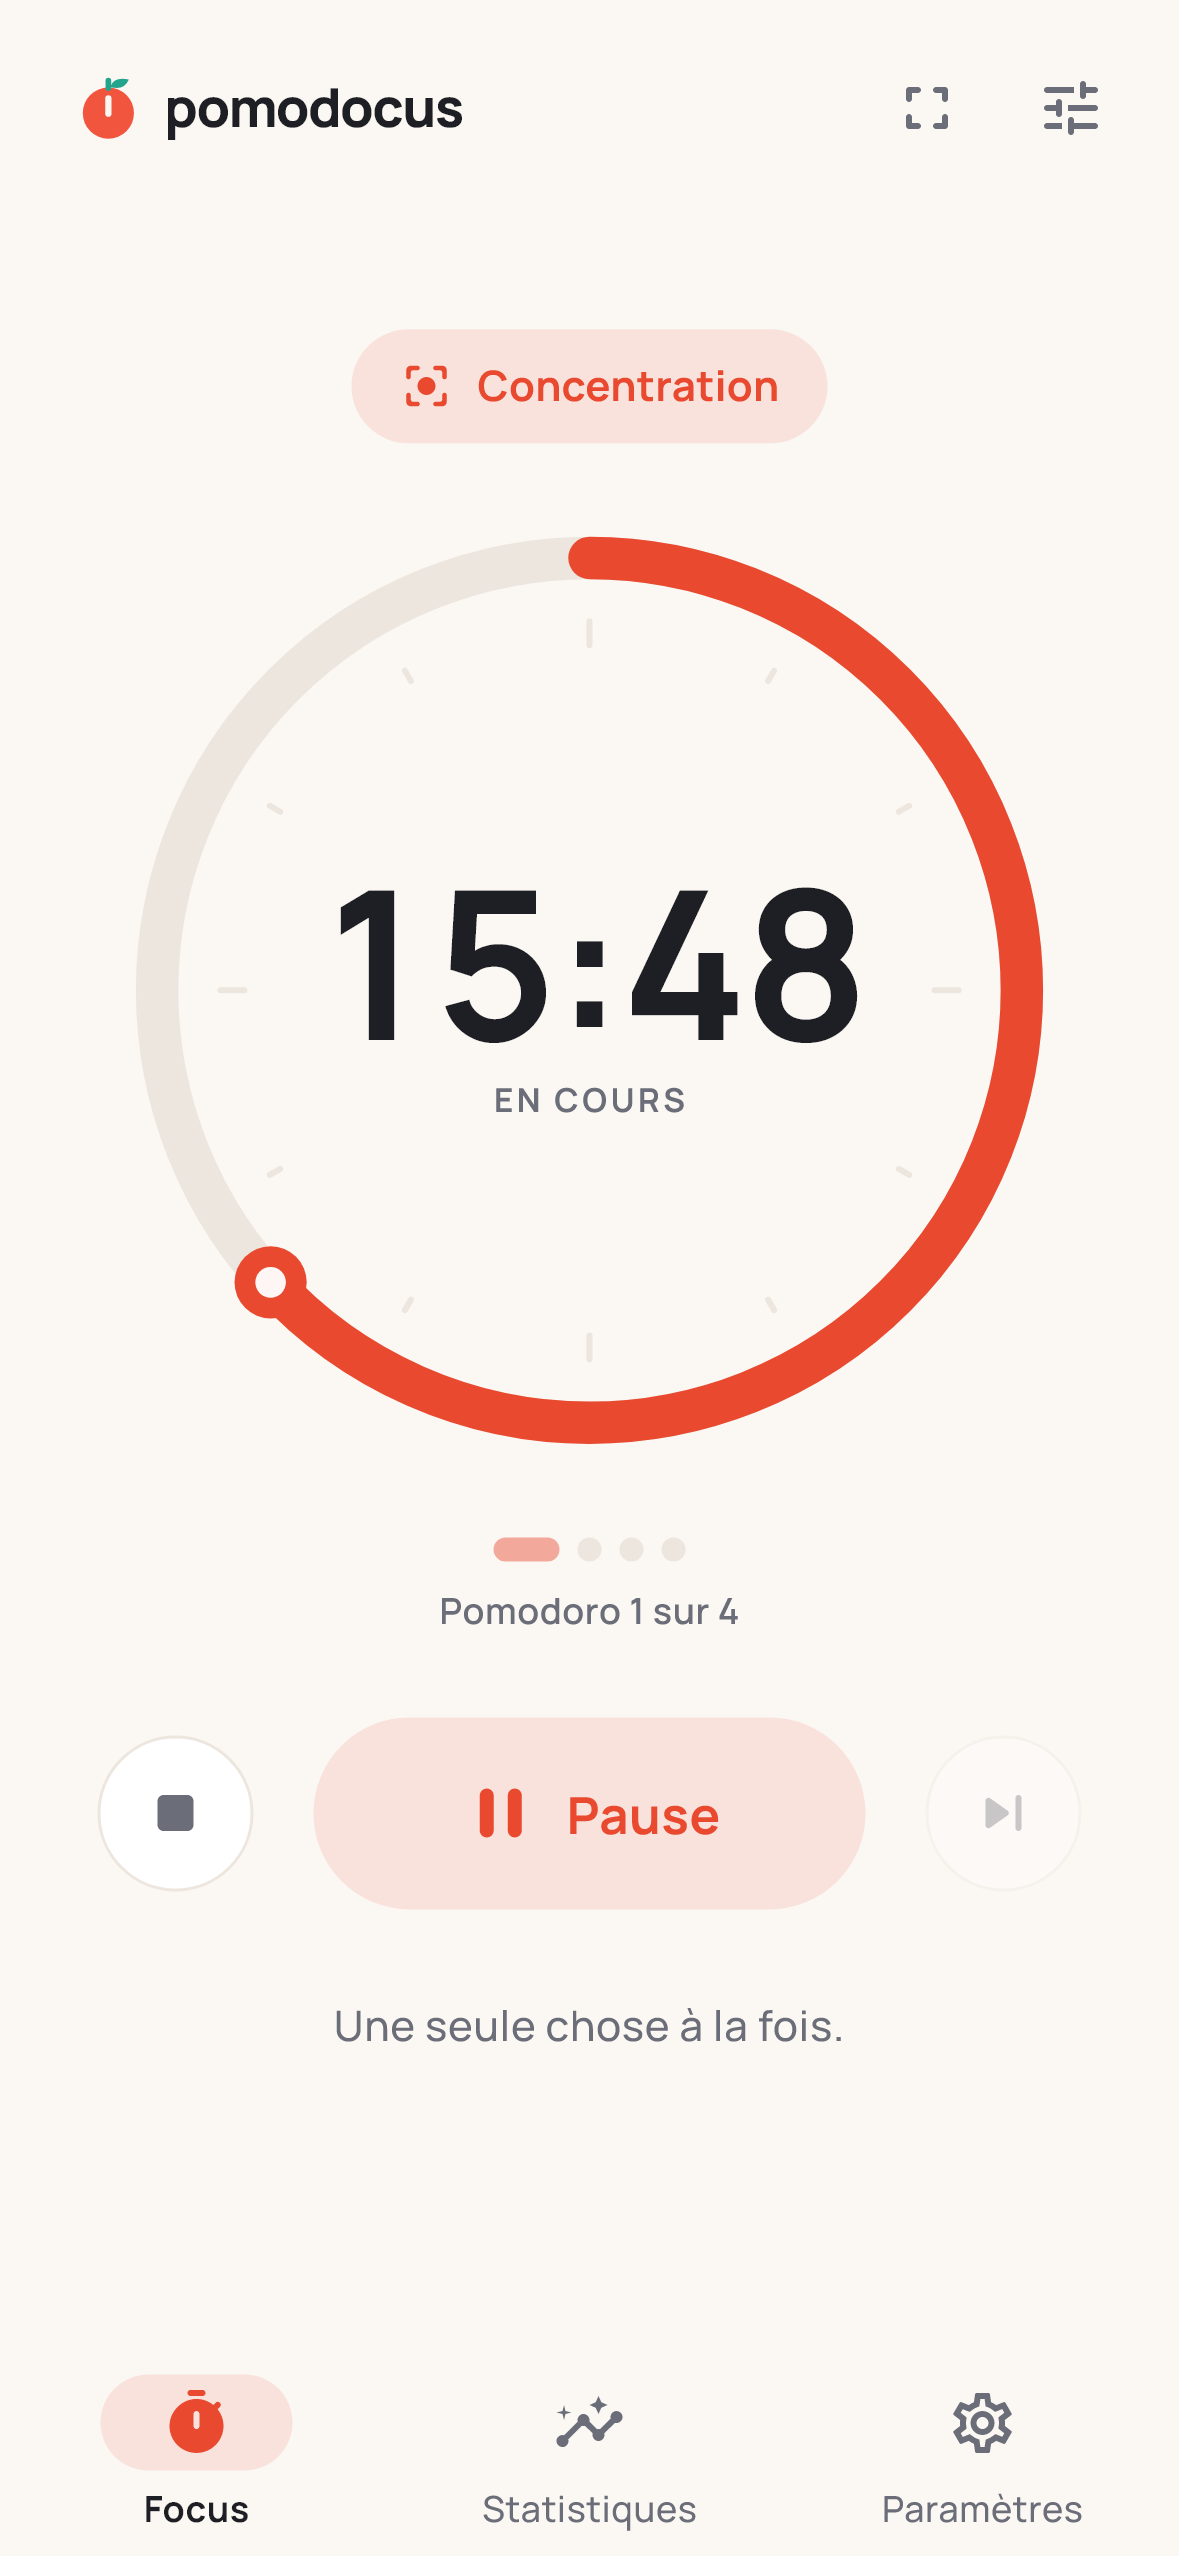 pomodocus
Concentration
15:48
EN COURS
Pomodoro 1 sur 4
Pause
Une seule chose à la fois.
Focus
Statistiques
Paramètres